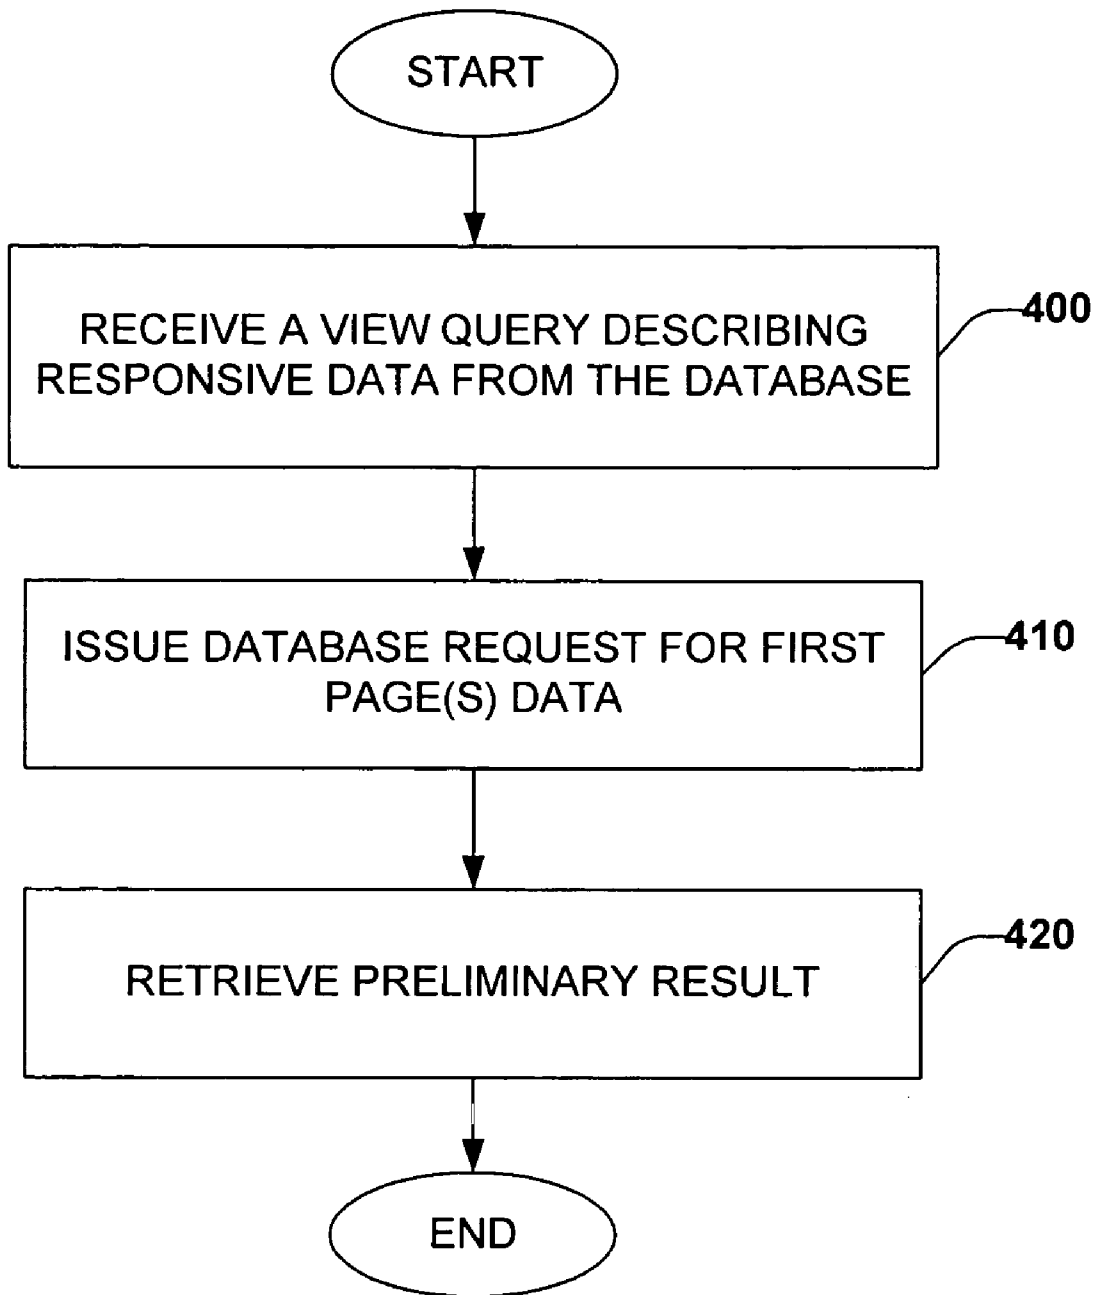 START
RECEIVE A VIEW QUERY DESCRIBING
RESPONSIVE DATA FROM THE DATABASE
400
ISSUE DATABASE REQUEST FOR FIRST
PAGE(S) DATA
410
RETRIEVE PRELIMINARY RESULT
420
END